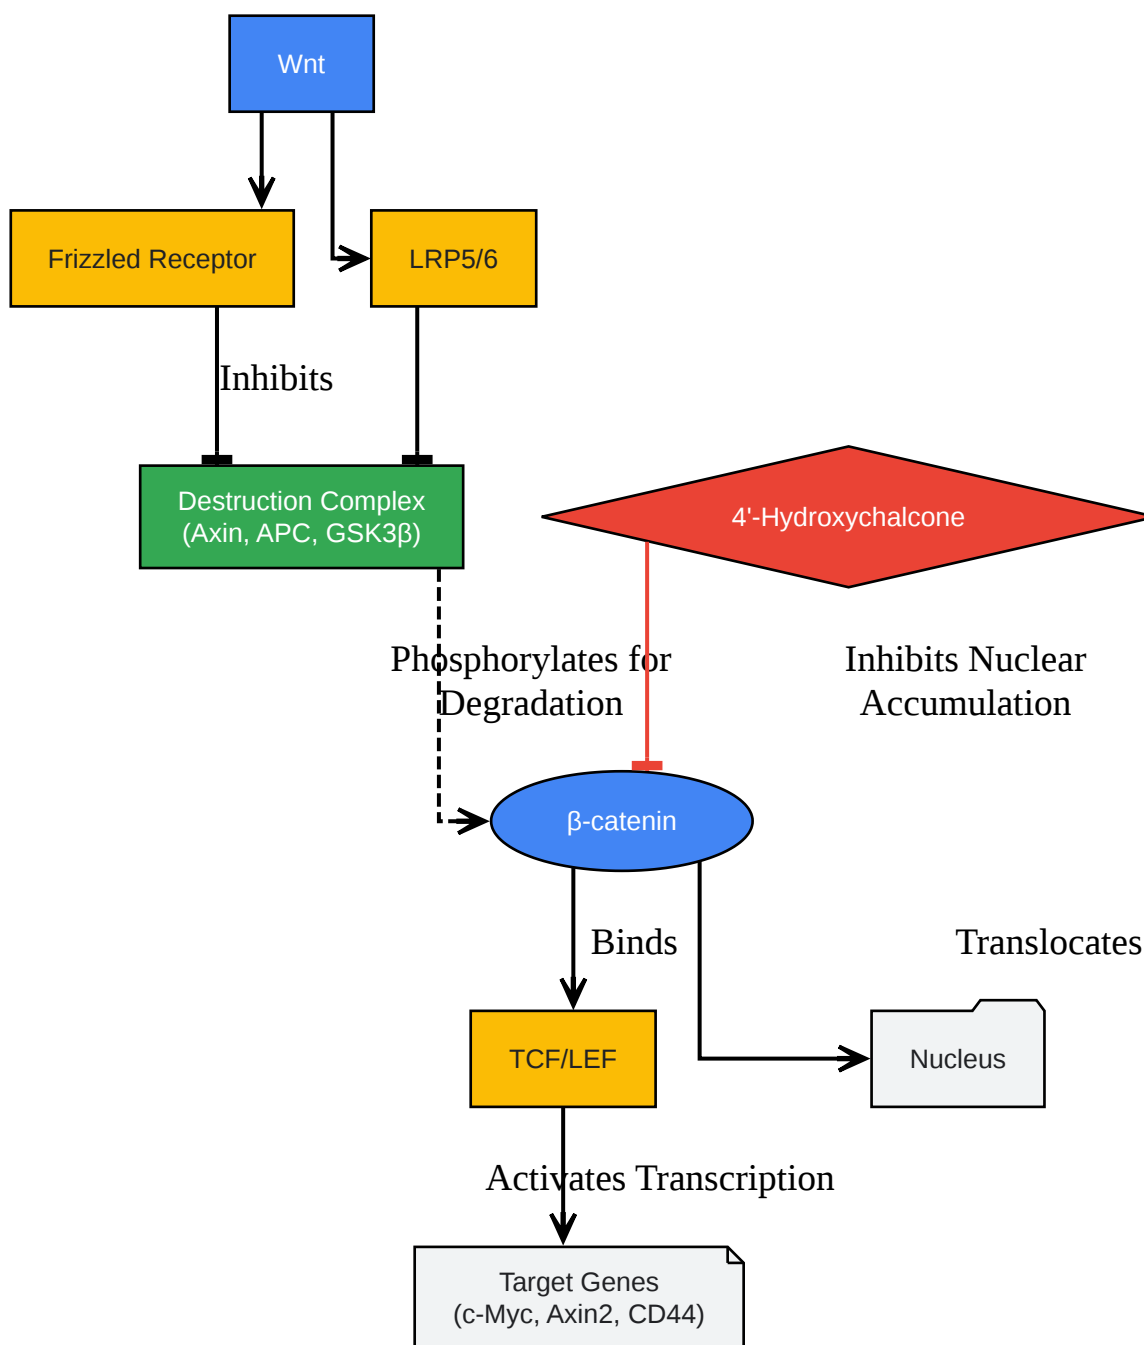 Wnt
Frizzled Receptor
LRP5/6
Inhibits
Destruction Complex
(Axin, APC, GSK3β)
4'-Hydroxychalcone
Phosphorylates for
Degradation
Inhibits Nuclear
Accumulation
β-catenin
Binds
Translocates
TCF/LEF
Nucleus
Activates Transcription
Target Genes
(c-Myc, Axin2, CD44)